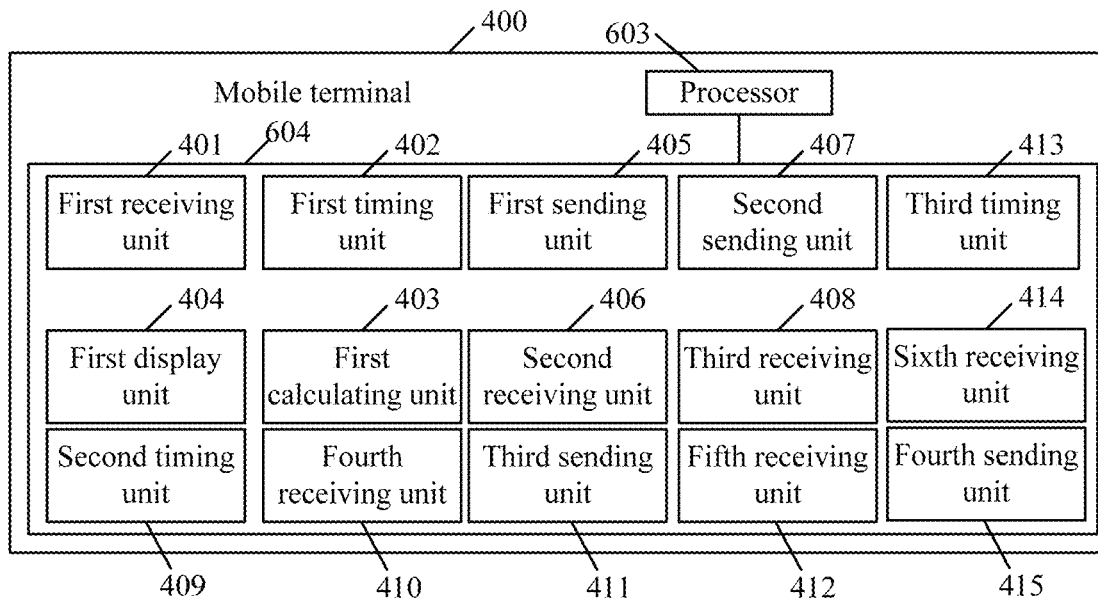 400
603
Mobile terminal
Processor
401
604
402
405
407
413
First receiving
unit
First timing
unit
First sending
unit
Second
sending unit
Third timing
unit
404
403
406
408
414
First display
unit
First
calculating unit
Second
receiving unit
Third receiving
unit
Sixth receiving
unit
Second timing
unit
Fourth
receiving unit
Third sending
unit
Fifth receiving
unit
Fourth sending
unit
409
410
411
412
415